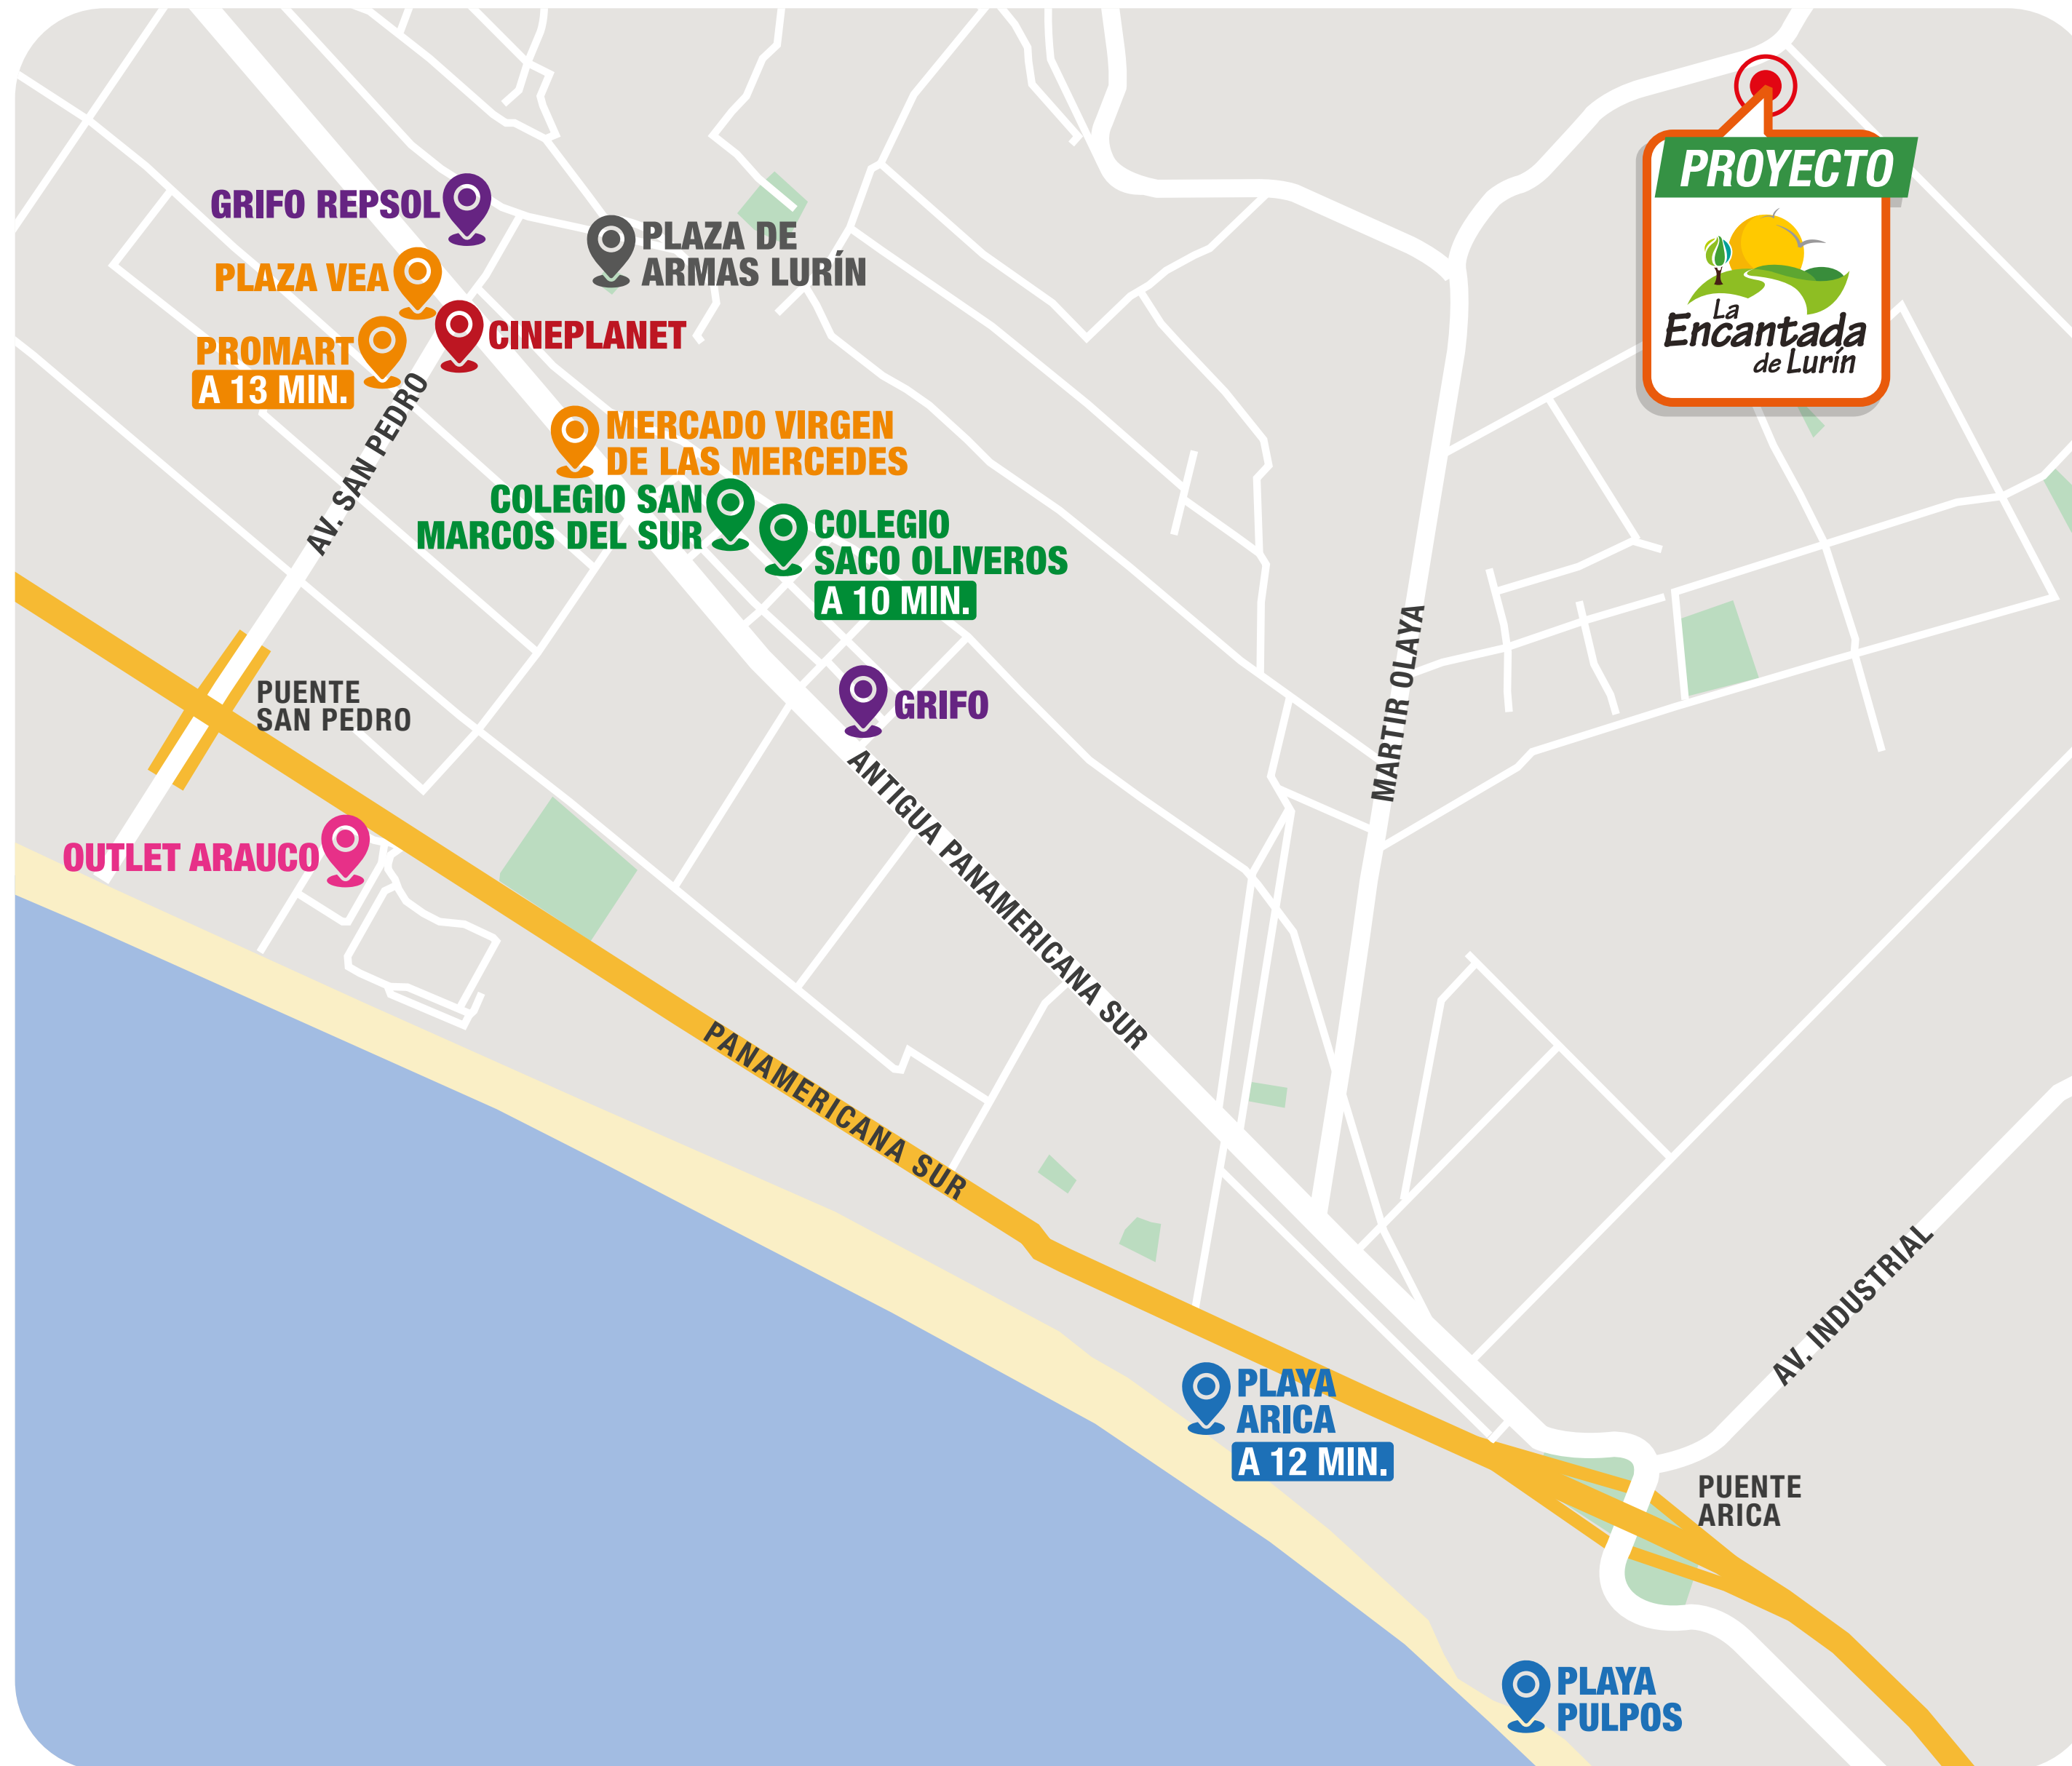 PROYECTO
La
Encantada
de Lurín
GRIFO REPSOL
PLAZA DE
ARMAS LURÍN
PLAZA VEA
CINEPLANET
PROMART
A 13 MIN.
AV. SAN PEDRO
MERCADO VIRGEN
DE LAS MERCEDES
COLEGIO SAN
MARCOS DEL SUR
COLEGIO
SACO OLIVEROS
A 10 MIN.
MARTIR OLAYA
PUENTE
SAN PEDRO
GRIFO
ANTIGUA PANAMERICANA SUR
OUTLET ARAUCO
PANAMERICANA SUR
AV. INDUSTRIAL
PLAYA
ARICA
A 12 MIN.
PUENTE
ARICA
PLAYA
PULPOS